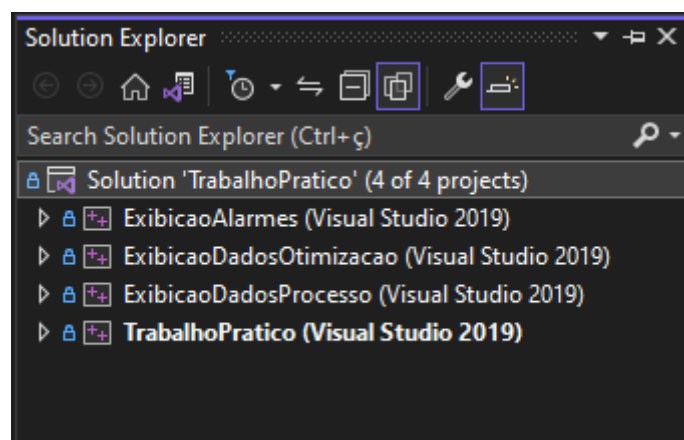 Solution Explorer
Search Solution Explorer (Ctrl+ç)
Solution 'TrabalhoPratico' (4 of 4 projects)
ExibicaoAlarmes (Visual Studio 2019)
ExibicaoDadosOtimizacao (Visual Studio 2019)
ExibicaoDadosProcesso (Visual Studio 2019)
TrabalhoPratico (Visual Studio 2019)